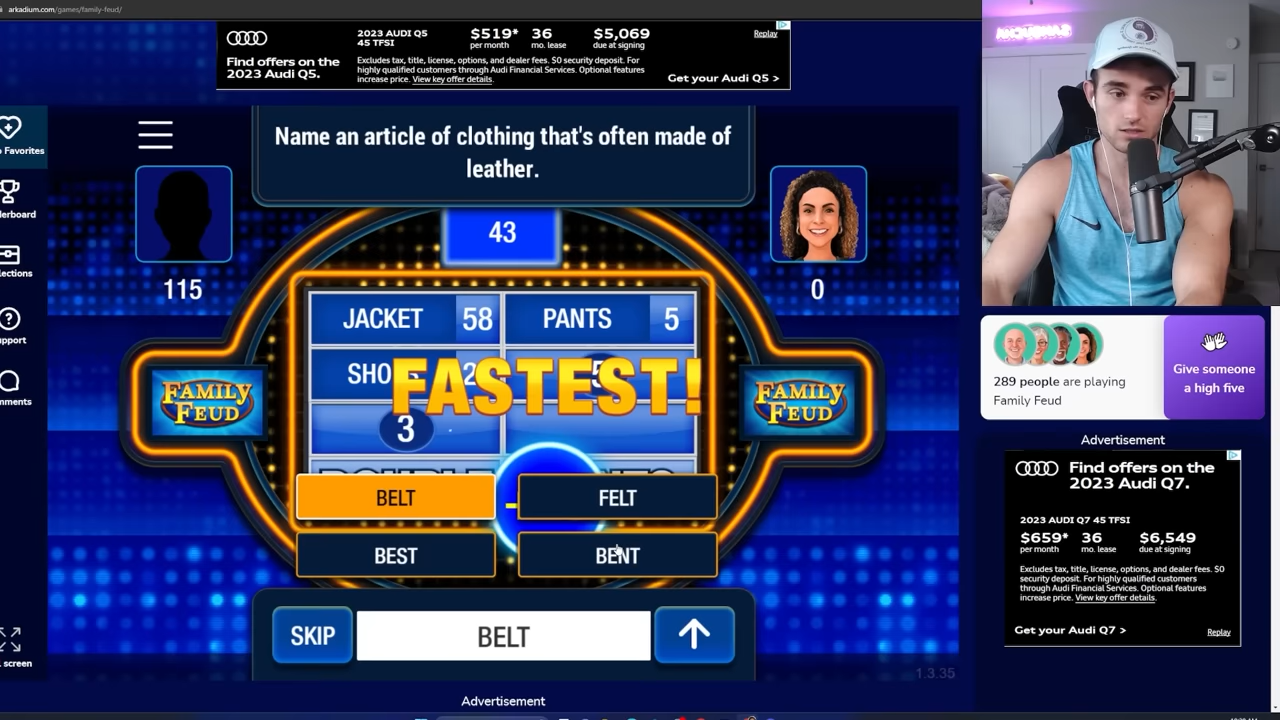 arkadium.com/games/family-feud/
2023 AUDI Q5
45 TFSI
$519* 36 $5,069
per month mo. lease due at signing
Replay
Find offers on the
2023 Audi Q5.
Excludes tax, title, license, options, and dealer fees. $0 security deposit. For
highly qualified customers through Audi Financial Services. Optional features
increase price. View key offer details.
Get your Audi Q5 >
Favorites
Name an article of clothing that's often made of
leather.
43
115
0
JACKET 58
PANTS 5
SHO
FASTEST!
3
FAMILY
FEUD
FAMILY
FEUD
BELT
FELT
BEST
BENT
SKIP
BELT
1.3.35
Advertisement
289 people are playing
Family Feud
Give someone
a high five
Advertisement
Find offers on the
2023 Audi Q7.
2023 AUDI Q7 45 TFSI
$659* 36 $6,549
per month mo. lease due at signing
Excludes tax, title, license, options, and dealer fees. $0
security deposit. For highly qualified customers
through Audi Financial Services. Optional features
increase price. View key offer details.
Get your Audi Q7 >
Replay